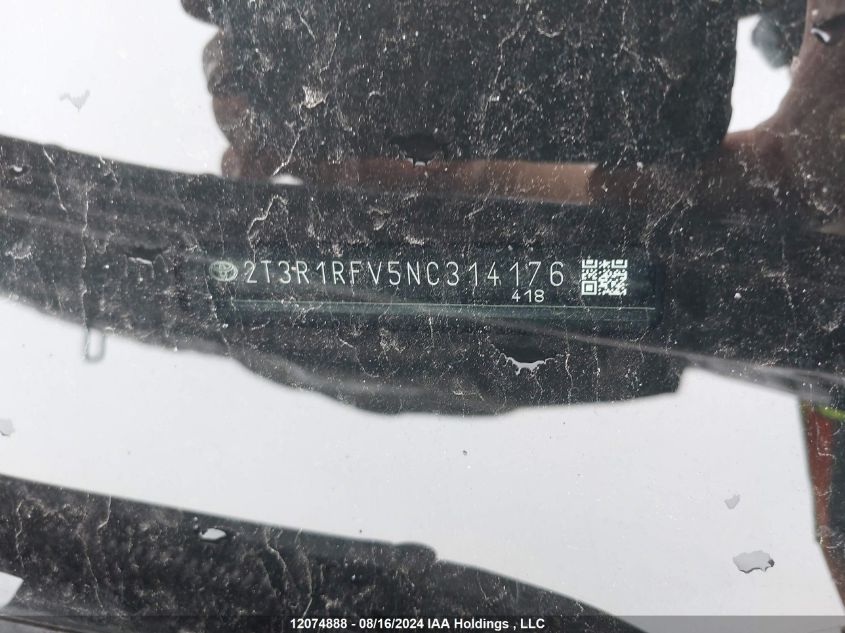 2T3R1RFV5NC314176
418
12074888 - 08/16/2024 IAA Holdings , LLC